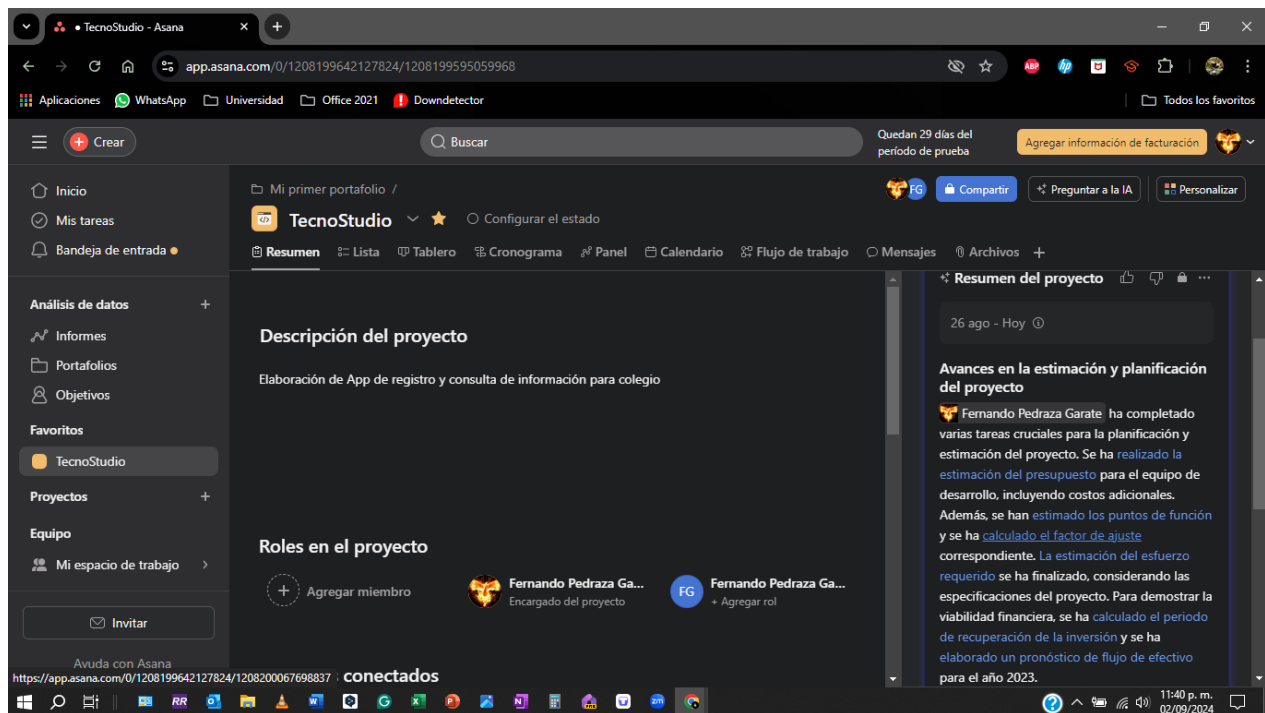 TecnoStudio - Asana
app.asana.com/0/1208199642127824/1208199595059968
ABP
hp
Aplicaciones
WhatsApp
Universidad
Office 2021
Downdetector
Todos los favoritos
Crear
Buscar
Quedan 29 días del
período de prueba
Agregar información de facturación
Inicio
Mis tareas
Bandeja de entrada
Análisis de datos
Informes
Portafolios
Objetivos
Favoritos
TecnoStudio
Proyectos
Equipo
Mi espacio de trabajo
Invitar
Ayuda con Asana
Mi primer portafolio /
TecnoStudio
Configurar el estado
FG
Compartir
Preguntar a la IA
Personalizar
Resumen
Lista
Tablero
Cronograma
Panel
Calendario
Flujo de trabajo
Mensajes
Archivos
Descripción del proyecto
Elaboración de App de registro y consulta de información para colegio
Roles en el proyecto
Agregar miembro
Fernando Pedraza Ga...
Encargado del proyecto
FG
Fernando Pedraza Ga...
+ Agregar rol
conectados
Resumen del proyecto
26 ago - Hoy
Avances en la estimación y planificación
del proyecto
Fernando Pedraza Garate ha completado
varias tareas cruciales para la planificación y
estimación del proyecto. Se ha realizado la
estimación del presupuesto para el equipo de
desarrollo, incluyendo costos adicionales.
Además, se han estimado los puntos de función
y se ha calculado el factor de ajuste
correspondiente. La estimación del esfuerzo
requerido se ha finalizado, considerando las
especificaciones del proyecto. Para demostrar la
viabilidad financiera, se ha calculado el periodo
de recuperación de la inversión y se ha
elaborado un pronóstico de flujo de efectivo
para el año 2023.
https://app.asana.com/0/1208199642127824/1208200067698837
RR
zm
11:40 p. m.
02/09/2024